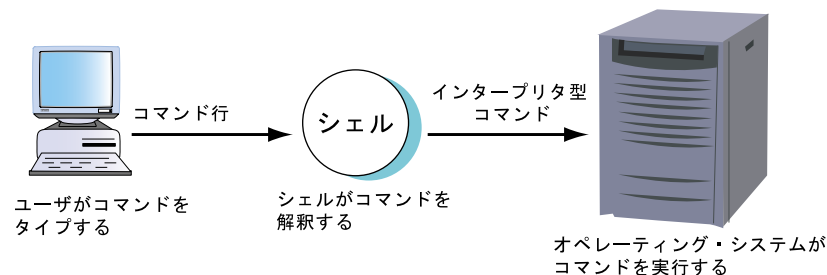 コマンド行
シェル
インタープリタ型
コマンド
ユーザがコマンドを
タイプする
シェルがコマンドを
解釈する
オペレーティング・システムが
コマンドを実行する